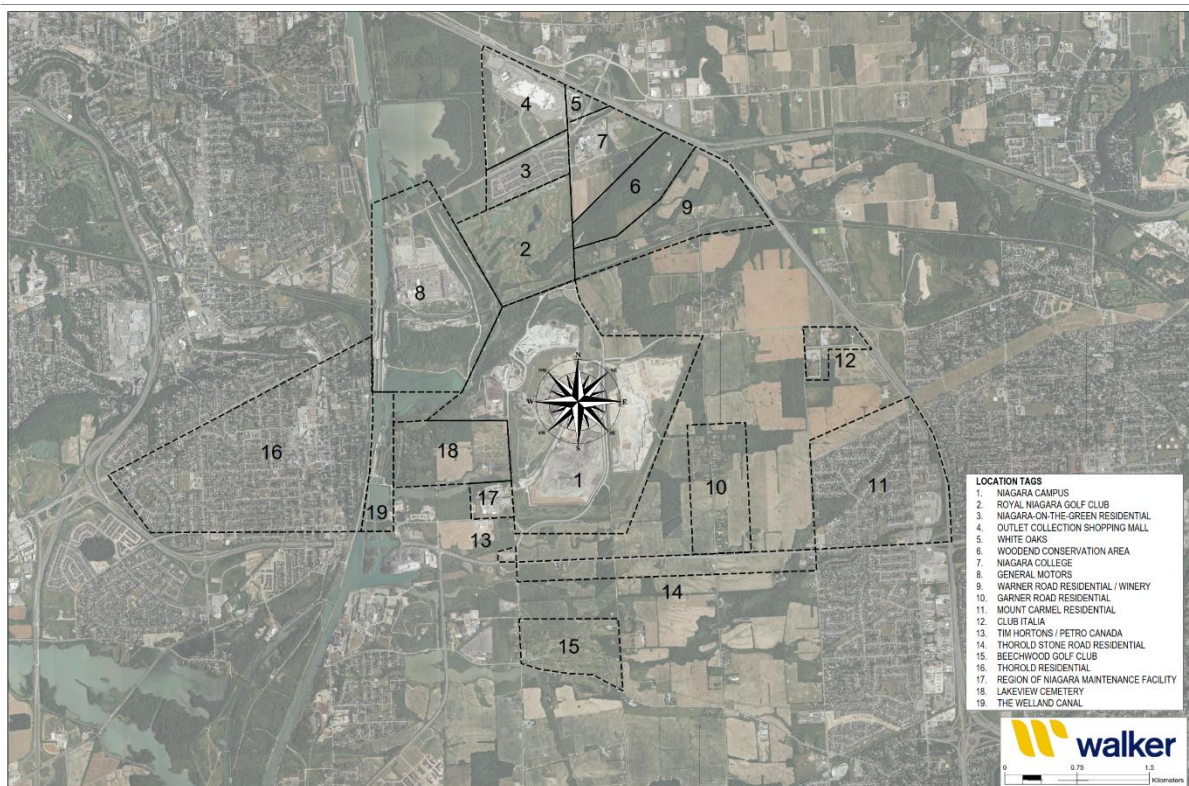 4
5
7
3
6
9
2
8
12
16
18
1
10
11
17
19
13
14
15
N
NE
E
SE
S
SW
W
NW
LOCATION TAGS
1. NIAGARA CAMPUS
2. ROYAL NIAGARA GOLF CLUB
3. NIAGARA-ON-THE-GREEN RESIDENTIAL
4. OUTLET COLLECTION SHOPPING MALL
5. WHITE OAKS
6. WOODEND CONSERVATION AREA
7. NIAGARA COLLEGE
8. GENERAL MOTORS
9. WARNER ROAD RESIDENTIAL / WINERY
10. GARNER ROAD RESIDENTIAL
11. MOUNT CARMEL RESIDENTIAL
12. CLUB ITALIA
13. TIM HORTONS / PETRO CANADA
14. THOROLD STONE ROAD RESIDENTIAL
15. BEECHWOOD GOLF CLUB
16. THOROLD RESIDENTIAL
17. REGION OF NIAGARA MAINTENANCE FACILITY
18. LAKEVIEW CEMETERY
19. THE WELLAND CANAL
walker
0 0.75 1.5
Kilometers